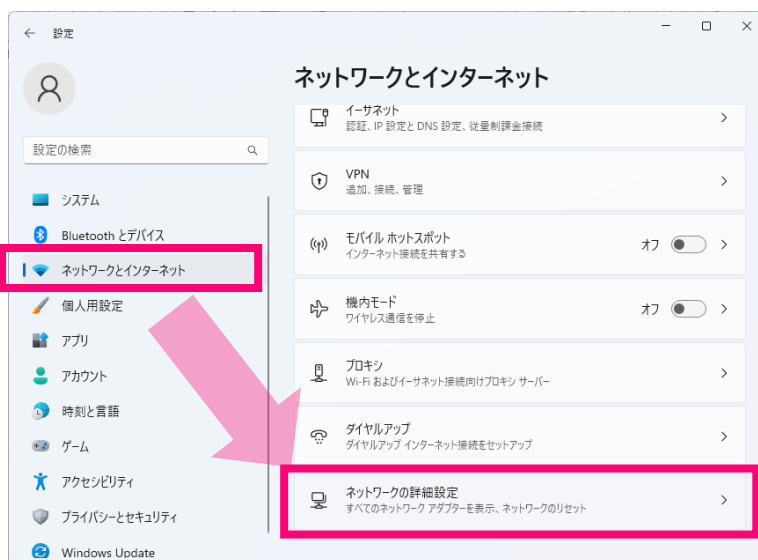 設定
設定の検索
システム
Bluetooth とデバイス
ネットワークとインターネット
個人用設定
アプリ
アカウント
時刻と言語
ゲーム
アクセシビリティ
プライバシーとセキュリティ
Windows Update
ネットワークとインターネット
イーサネット
認証、IP 設定と DNS 設定、従量制課金接続
VPN
追加、接続、管理
モバイル ホットスポット
インターネット接続を共有する
オフ
機内モード
ワイヤレス通信を停止
オフ
プロキシ
Wi-Fi およびイーサネット接続向けプロキシ サーバー
ダイヤルアップ
ダイヤルアップ インターネット接続をセットアップ
ネットワークの詳細設定
すべてのネットワーク アダプターを表示、ネットワークのリセット